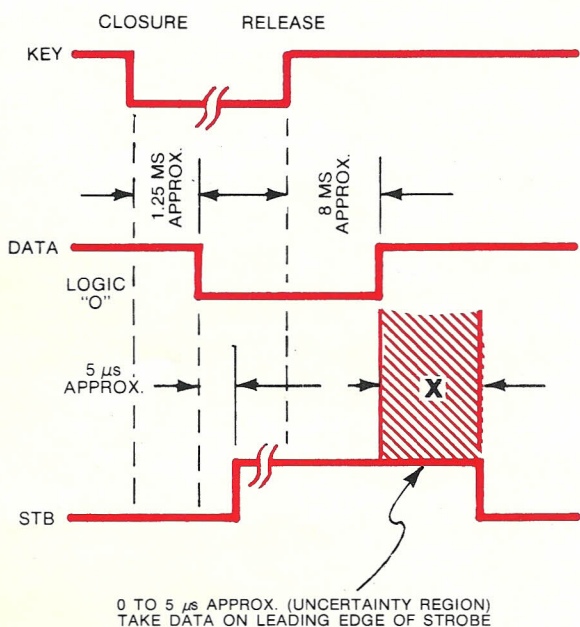 CLOSURE RELEASE
KEY
1.25 MS
APPROX.
8 MS
APPROX.
DATA
LOGIC
"O"
5 μs
APPROX.
X
STB
0 TO 5 μs APPROX. (UNCERTAINTY REGION)
TAKE DATA ON LEADING EDGE OF STROBE